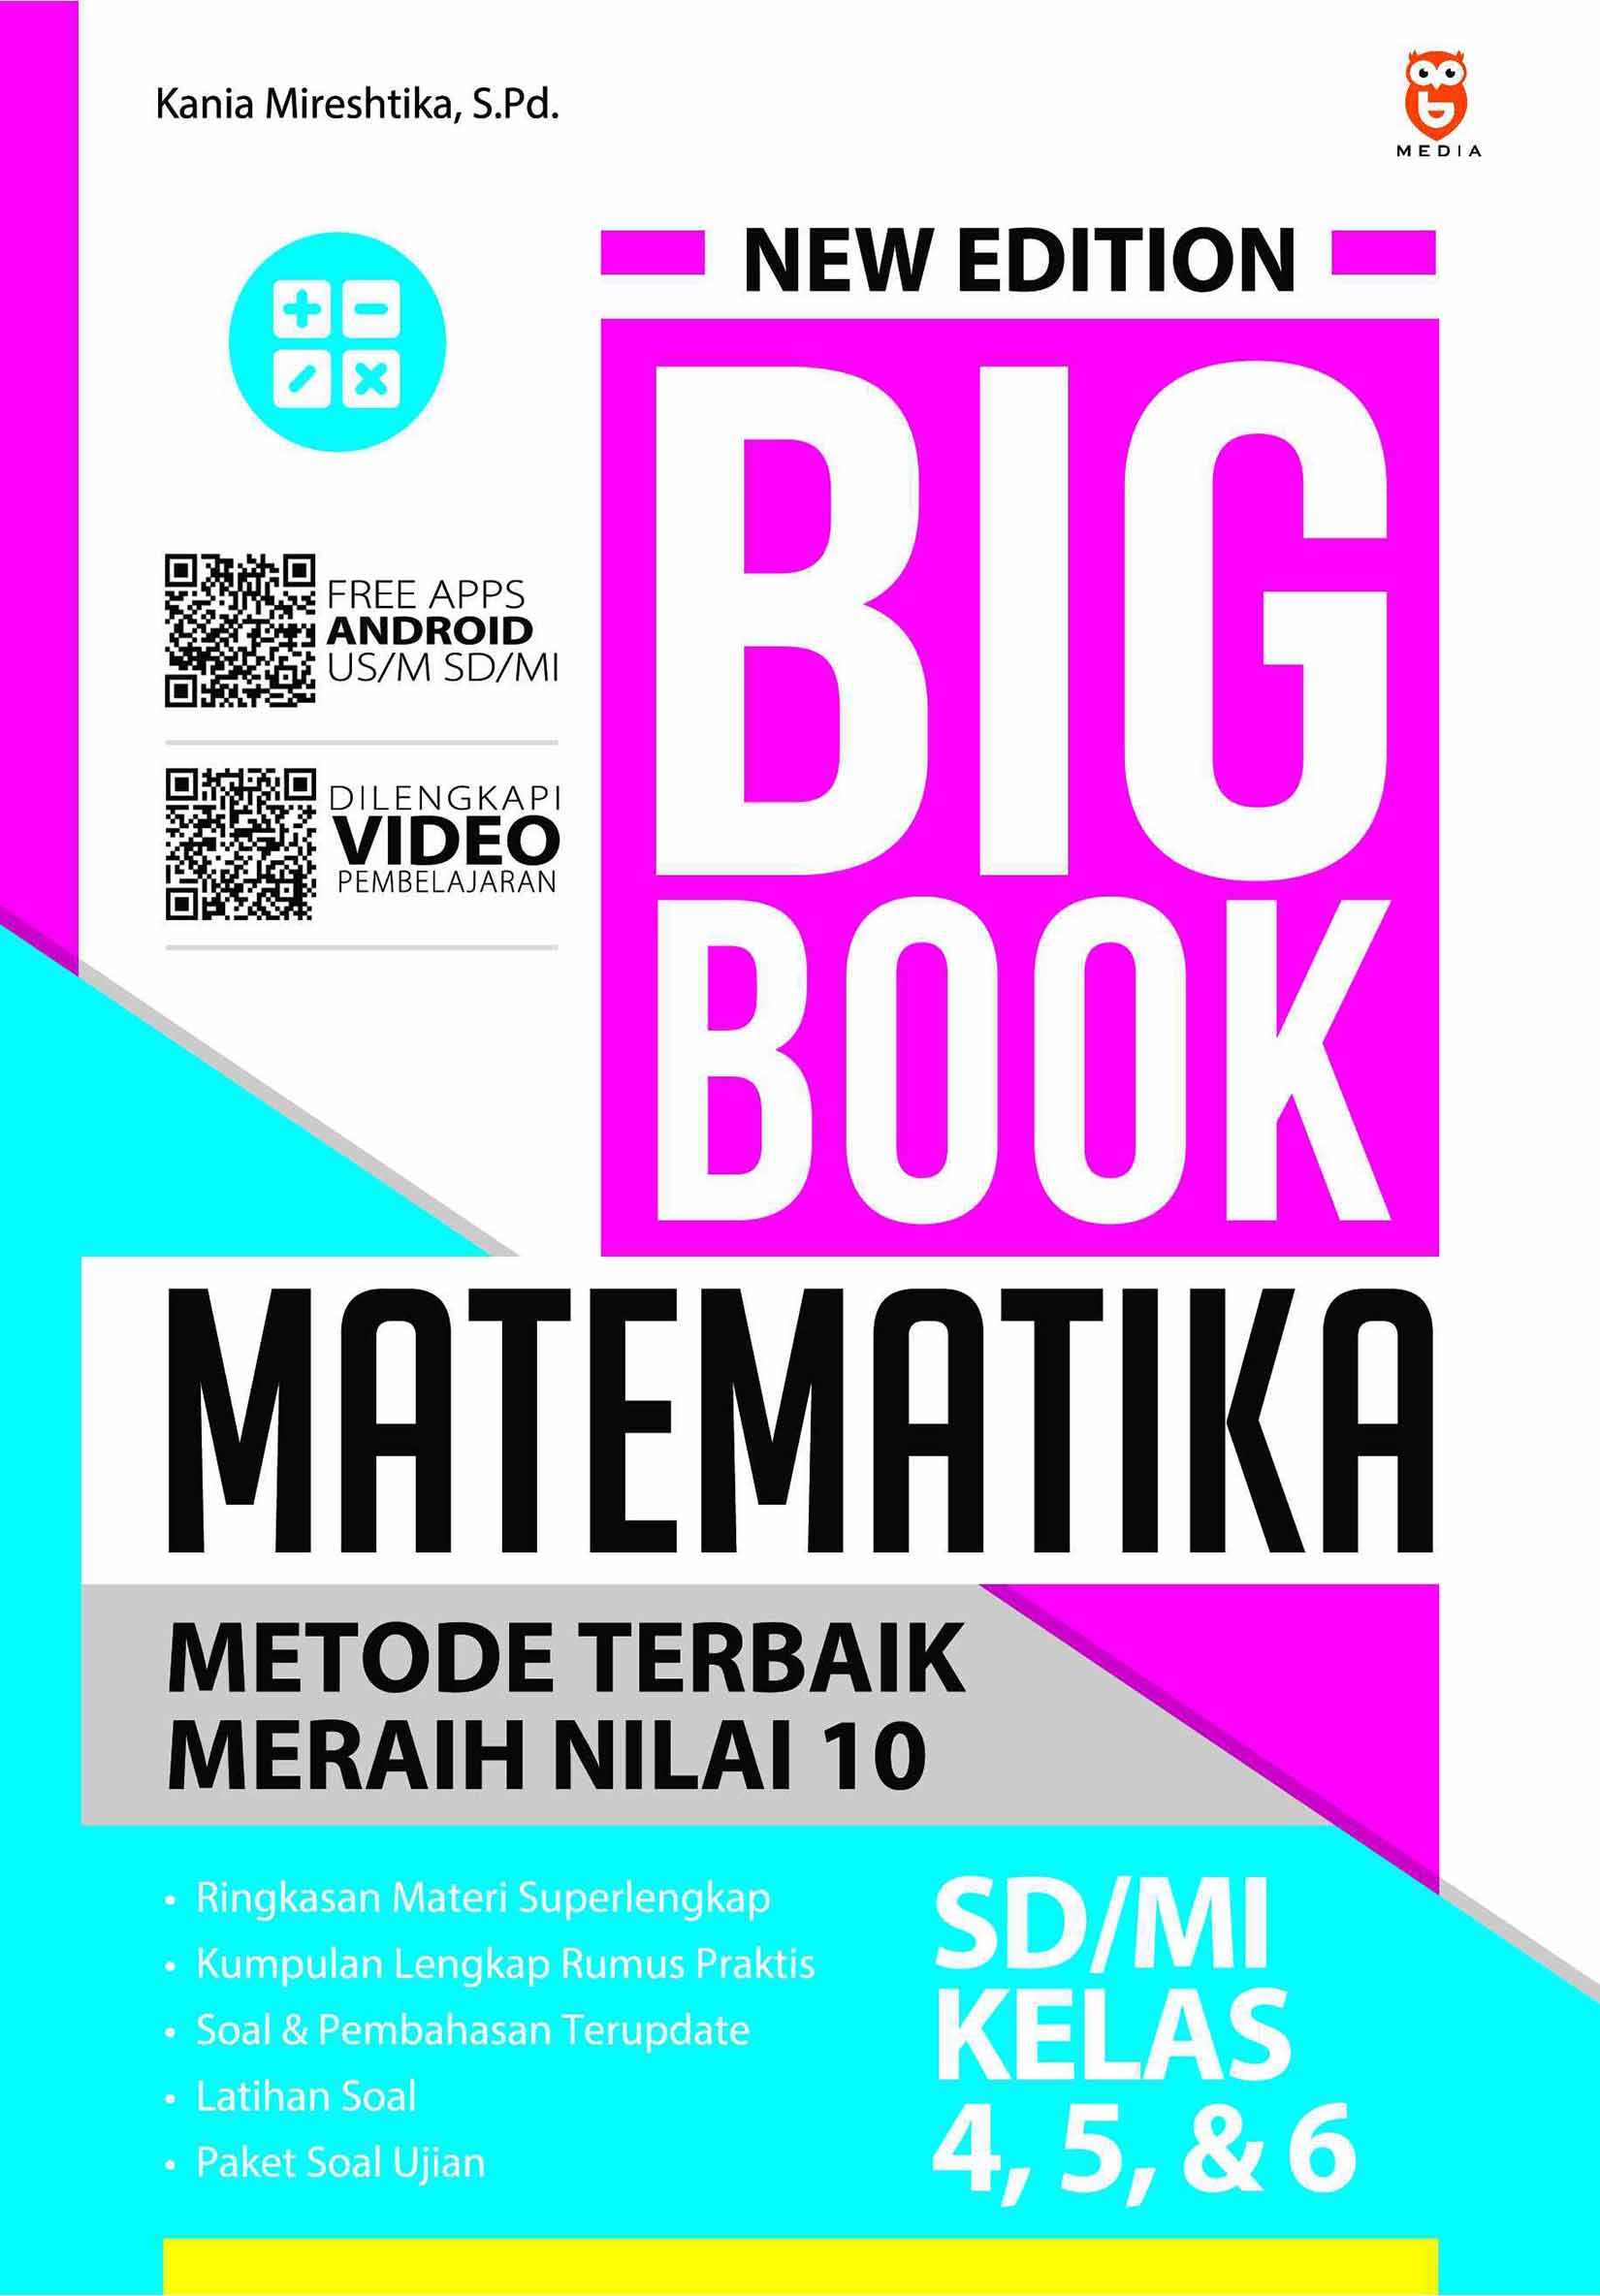 Kania Mireshtika, S.Pd.
MEDIA
NEW EDITION
FREE APPS
ANDROID
US/M SD/MI
DILENGKAPI
VIDEO
PEMBELAJARAN
BIG
BOOK
MATEMATIKA
METODE TERBAIK
MERAIH NILAI 10
• Ringkasan Materi Superlengkap
• Kumpulan Lengkap Rumus Praktis
• Soal & Pembahasan Terupdate
• Latihan Soal
• Paket Soal Ujian
SD/MI
KELAS
4, 5, & 6